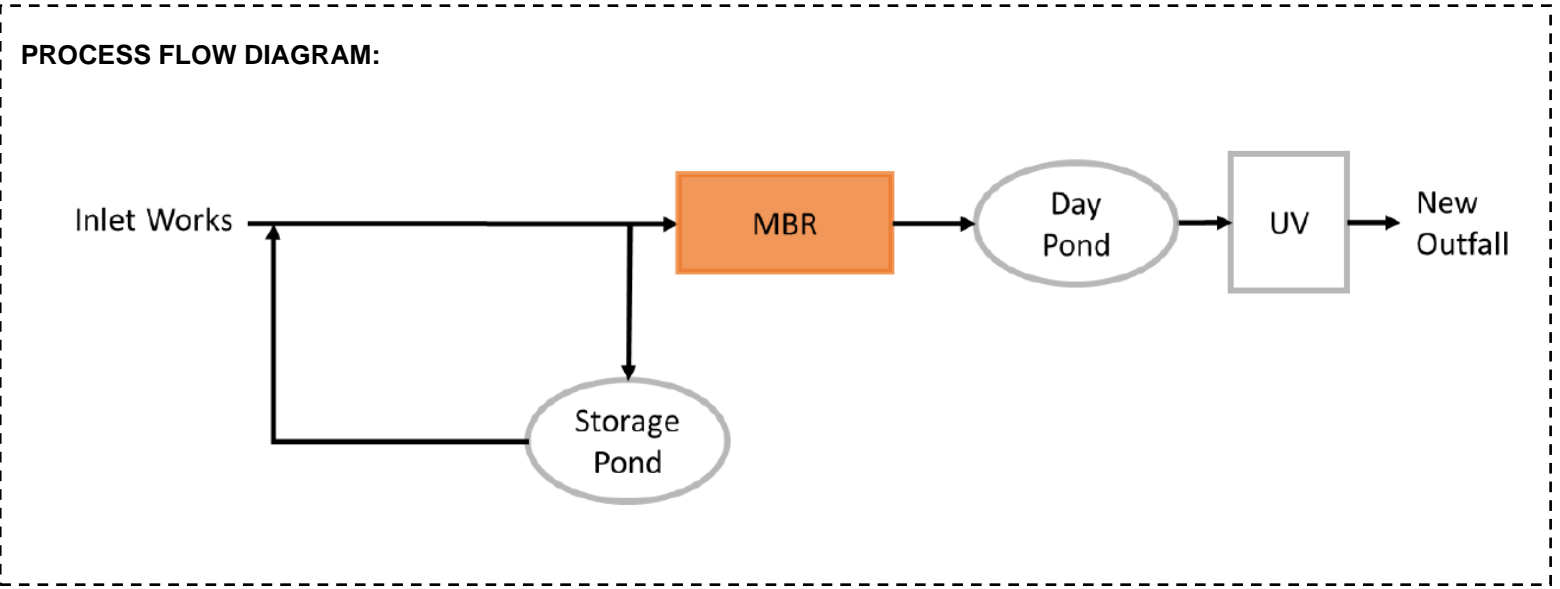 PROCESS FLOW DIAGRAM:
Inlet Works
MBR
Day
Pond
UV
New
Outfall
Storage
Pond